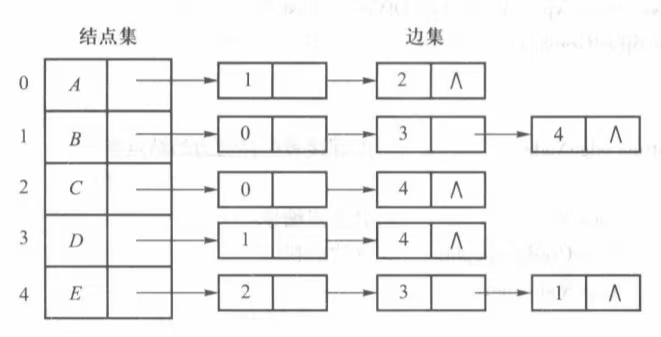 结点集 边集
0 A 1 2 ∧
1 B 0 3 4 ∧
2 C 0 4 ∧
3 D 1 4 ∧
4 E 2 3 1 ∧